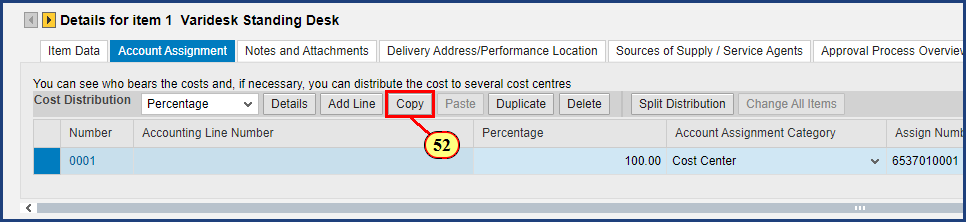 Details for item 1 Varidesk Standing Desk
Item Data Account Assignment Notes and Attachments Delivery Address/Performance Location Sources of Supply / Service Agents Approval Process Overview
You can see who bears the costs and, if necessary, you can distribute the cost to several cost centres
Cost Distribution Percentage Details Add Line Copy Paste Duplicate Delete Split Distribution Change All Items
Number Accounting Line Number Percentage Account Assignment Category Assign Numb
0001 100.00 Cost Center 6537010001
52